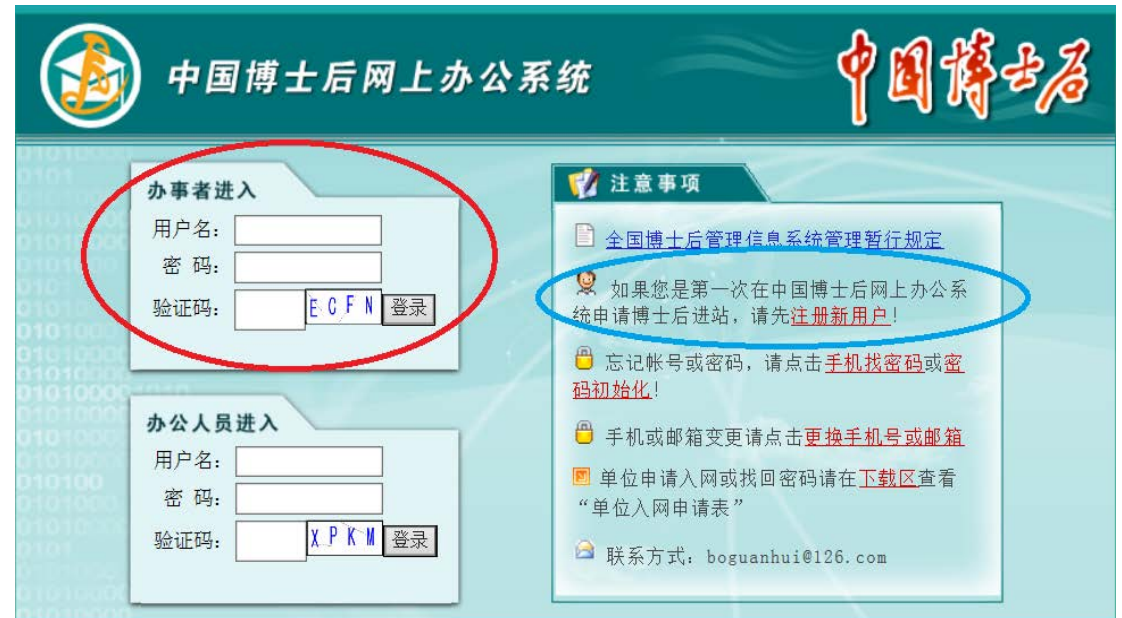 中国博士后网上办公系统
中国博士后
办事者进入
用户名：
密 码：
验证码： E C F N 登录
办公人员进入
用户名：
密 码：
验证码： X P K M 登录
注意事项
全国博士后管理信息系统管理暂行规定
如果您是第一次在中国博士后网上办公系
统申请博士后进站，请先注册新用户！
忘记帐号或密码，请点击手机找密码或密
码初始化！
手机或邮箱变更请点击更换手机号或邮箱
单位申请入网或找回密码请在下载区查看
“单位入网申请表”
联系方式：boguanhui@126.com